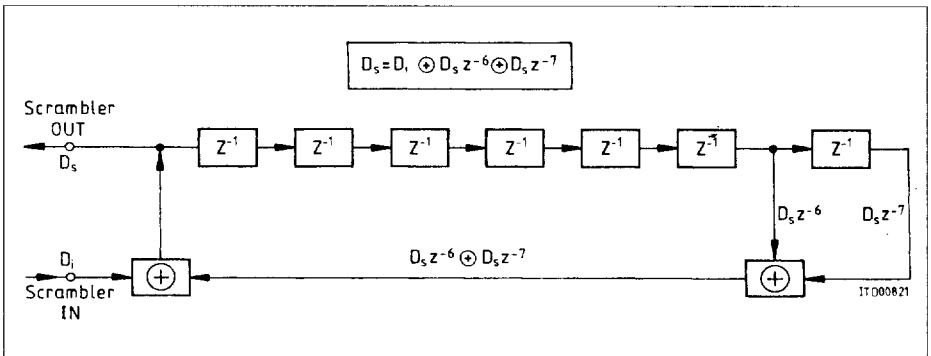 Dₛ = Dᵢ ⊕ Dₛ z⁻⁶ ⊕ Dₛ z⁻⁷
Scrambler
OUT
Dₛ
Z⁻¹ Z⁻¹ Z⁻¹ Z⁻¹ Z⁻¹ Z⁻¹ Z⁻¹
Dₛ z⁻⁶ Dₛ z⁻⁷
Dₛ z⁻⁶ ⊕ Dₛ z⁻⁷
Dᵢ
Scrambler
IN
⊕ ⊕
ITD00821